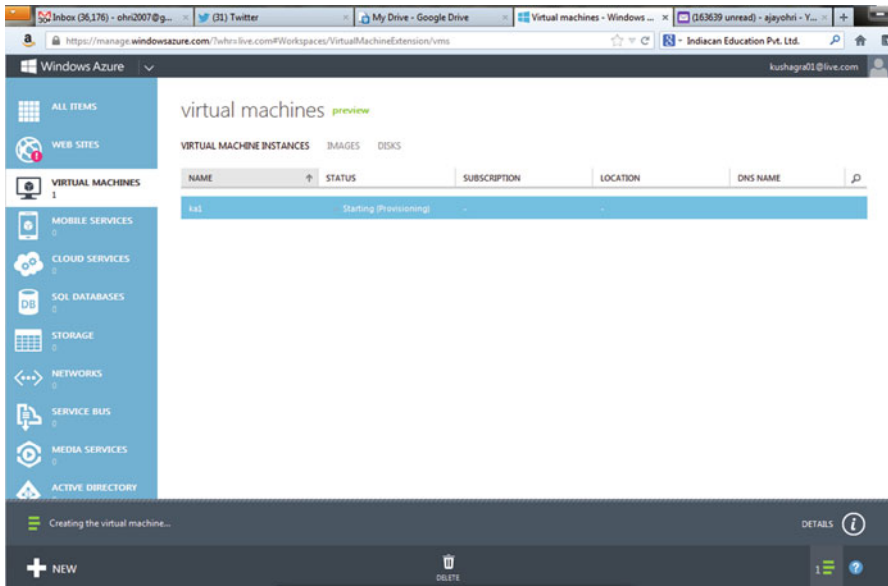 Inbox (36,176) - ohri2007@g...
(31) Twitter
My Drive - Google Drive
Virtual machines - Windows ...
(163639 unread) - ajayohri - Y...
https://manage.windowsazure.com/?whr=live.com#Workspaces/VirtualMachineExtension/vms
Indiacan Education Pvt. Ltd.
Windows Azure
kushagra01@live.com
ALL ITEMS
WEB SITES
VIRTUAL MACHINES
1
MOBILE SERVICES
0
CLOUD SERVICES
0
SQL DATABASES
0
DB
STORAGE
0
NETWORKS
0
SERVICE BUS
0
MEDIA SERVICES
0
ACTIVE DIRECTORY
virtual machines preview
VIRTUAL MACHINE INSTANCES IMAGES DISKS
NAME STATUS SUBSCRIPTION LOCATION DNS NAME
ka1 Starting (Provisioning) - -
Creating the virtual machine...
DETAILS
NEW
DELETE
1